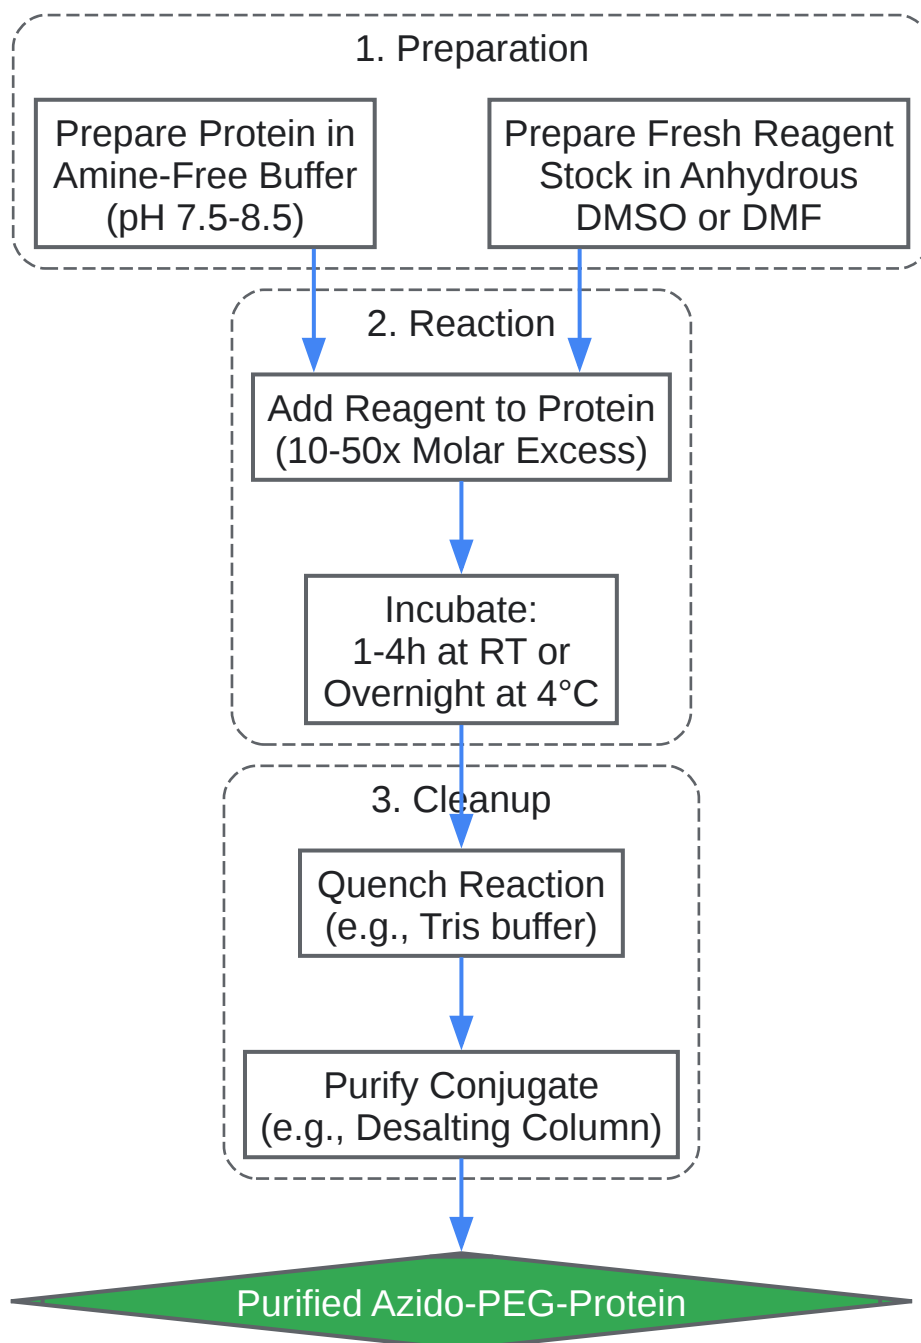 1. Preparation
Prepare Protein in
Amine-Free Buffer
(pH 7.5-8.5)
Prepare Fresh Reagent
Stock in Anhydrous
DMSO or DMF
2. Reaction
Add Reagent to Protein
(10-50x Molar Excess)
Incubate:
1-4h at RT or
Overnight at 4°C
3. Cleanup
Quench Reaction
(e.g., Tris buffer)
Purify Conjugate
(e.g., Desalting Column)
Purified Azido-PEG-Protein